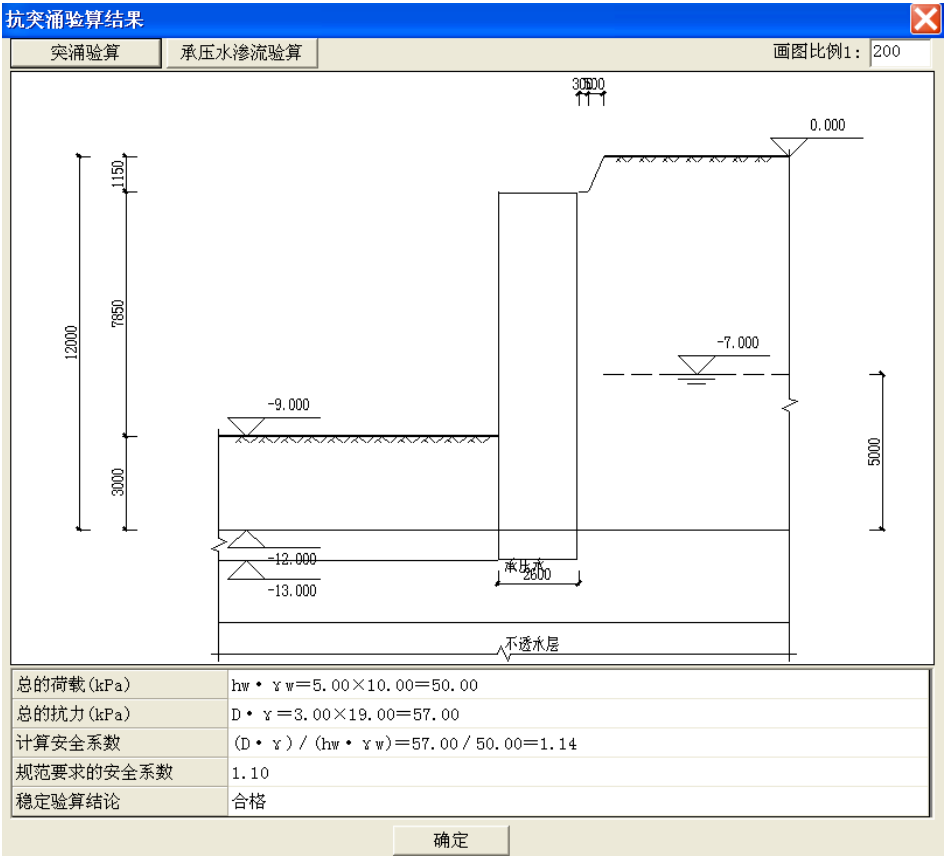 抗突涌验算结果
突涌验算 承压水渗流验算 画图比例1: 200
0.000
1150
7850
12000
-7.000
-9.000
5000
3000
-12.000
承压水
2600
-13.000
不透水层
总的荷载(kPa) hw·γw=5.00×10.00=50.00
总的抗力(kPa) D·γ=3.00×19.00=57.00
计算安全系数 (D·γ)/(hw·γw)=57.00/50.00=1.14
规范要求的安全系数 1.10
稳定验算结论 合格
确定